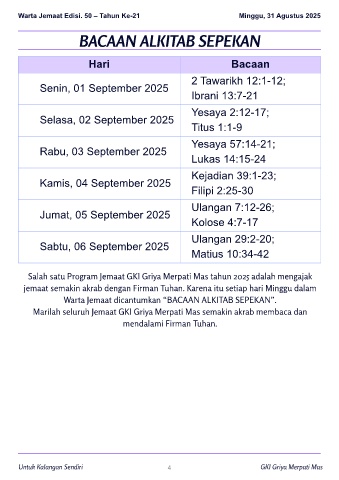 Warta Jemaat Edisi. 50 – Tahun Ke-21 Minggu, 31 Agustus 2025
BACAAN ALKITAB SEPEKAN
Hari Bacaan
Senin, 01 September 2025 2 Tawarikh 12:1-12;
Ibrani 13:7-21
Selasa, 02 September 2025 Yesaya 2:12-17;
Titus 1:1-9
Rabu, 03 September 2025 Yesaya 57:14-21;
Lukas 14:15-24
Kamis, 04 September 2025 Kejadian 39:1-23;
Filipi 2:25-30
Jumat, 05 September 2025 Ulangan 7:12-26;
Kolose 4:7-17
Sabtu, 06 September 2025 Ulangan 29:2-20;
Matius 10:34-42
Salah satu Program Jemaat GKI Griya Merpati Mas tahun 2025 adalah mengajak
jemaat semakin akrab dengan Firman Tuhan. Karena itu setiap hari Minggu dalam
Warta Jemaat dicantumkan “BACAAN ALKITAB SEPEKAN”.
Marilah seluruh Jemaat GKI Griya Merpati Mas semakin akrab membaca dan
mendalami Firman Tuhan.
Untuk Kalangan Sendiri 4 GKI Griya Merpati Mas